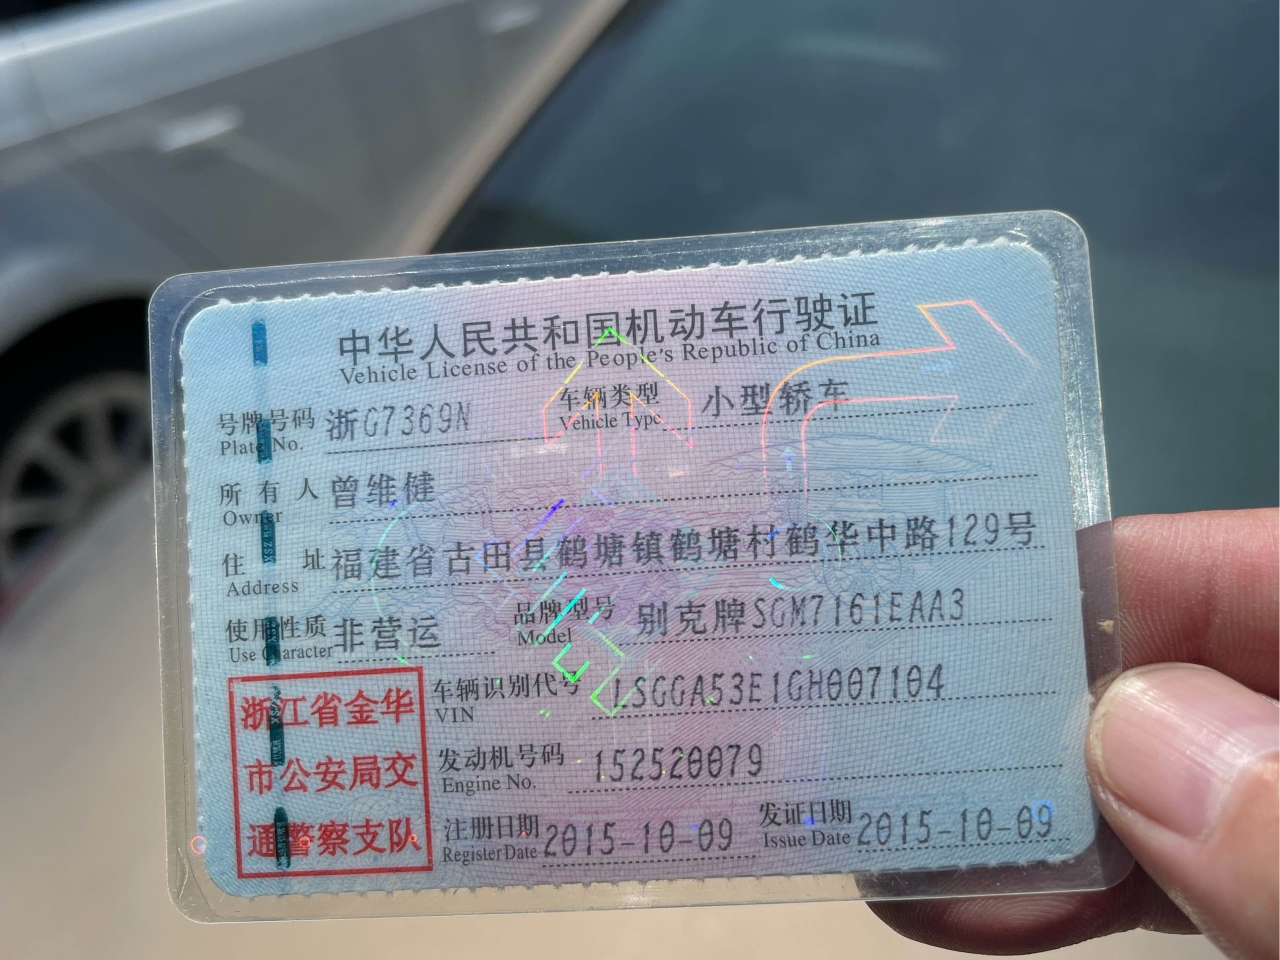 中华人民共和国机动车行驶证
Vehicle License of the People's Republic of China
号牌号码 浙G7369N 车辆类型 小型轿车
Plate No. Vehicle Type
所有人 曾维健
Owner
住址 福建省古田县鹤塘镇鹤塘村鹤华中路129号
Address
使用性质 非营运 品牌型号 别克牌SGM7161EAA3
Use Character Model
浙江省金华
市公安局交
通警察支队
车辆识别代号 LSGGA53E1GH007104
VIN
发动机号码 152520079
Engine No.
注册日期 2015-10-09 发证日期 2015-10-09
Register Date Issue Date